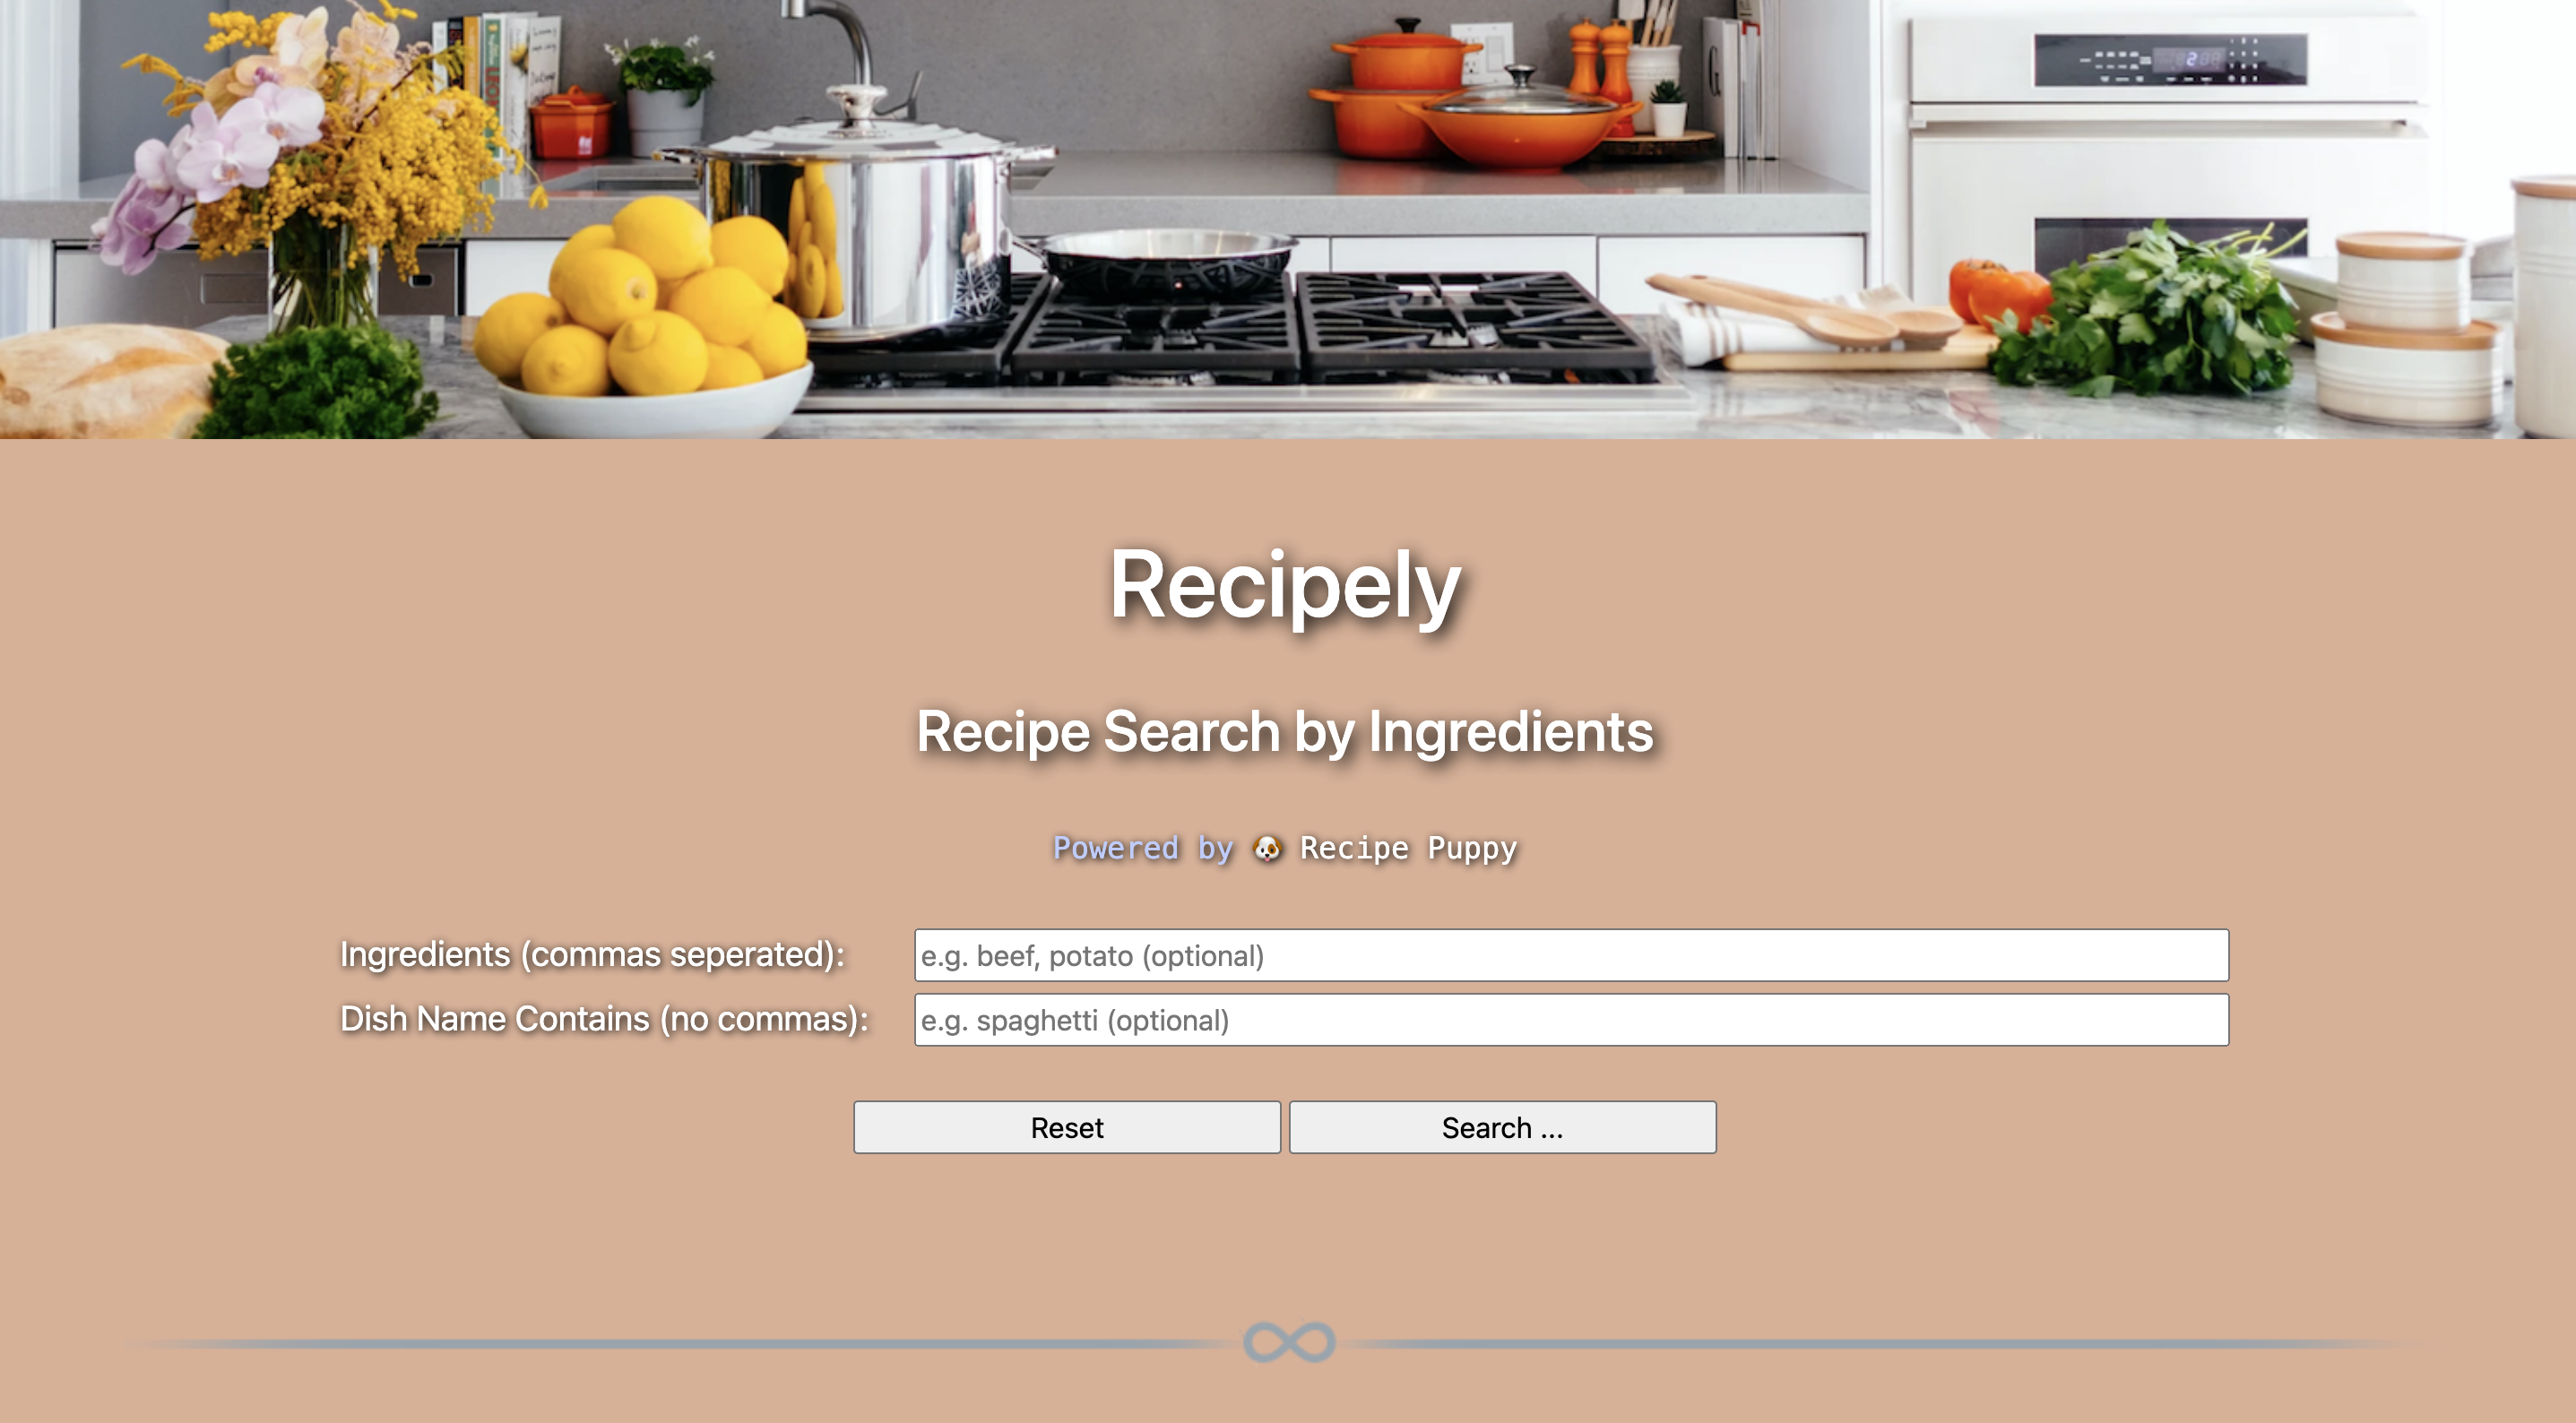 Recipely
Recipe Search by Ingredients
Powered by 🐶 Recipe Puppy
Ingredients (commas seperated): e.g. beef, potato (optional)
Dish Name Contains (no commas): e.g. spaghetti (optional)
Reset Search ...